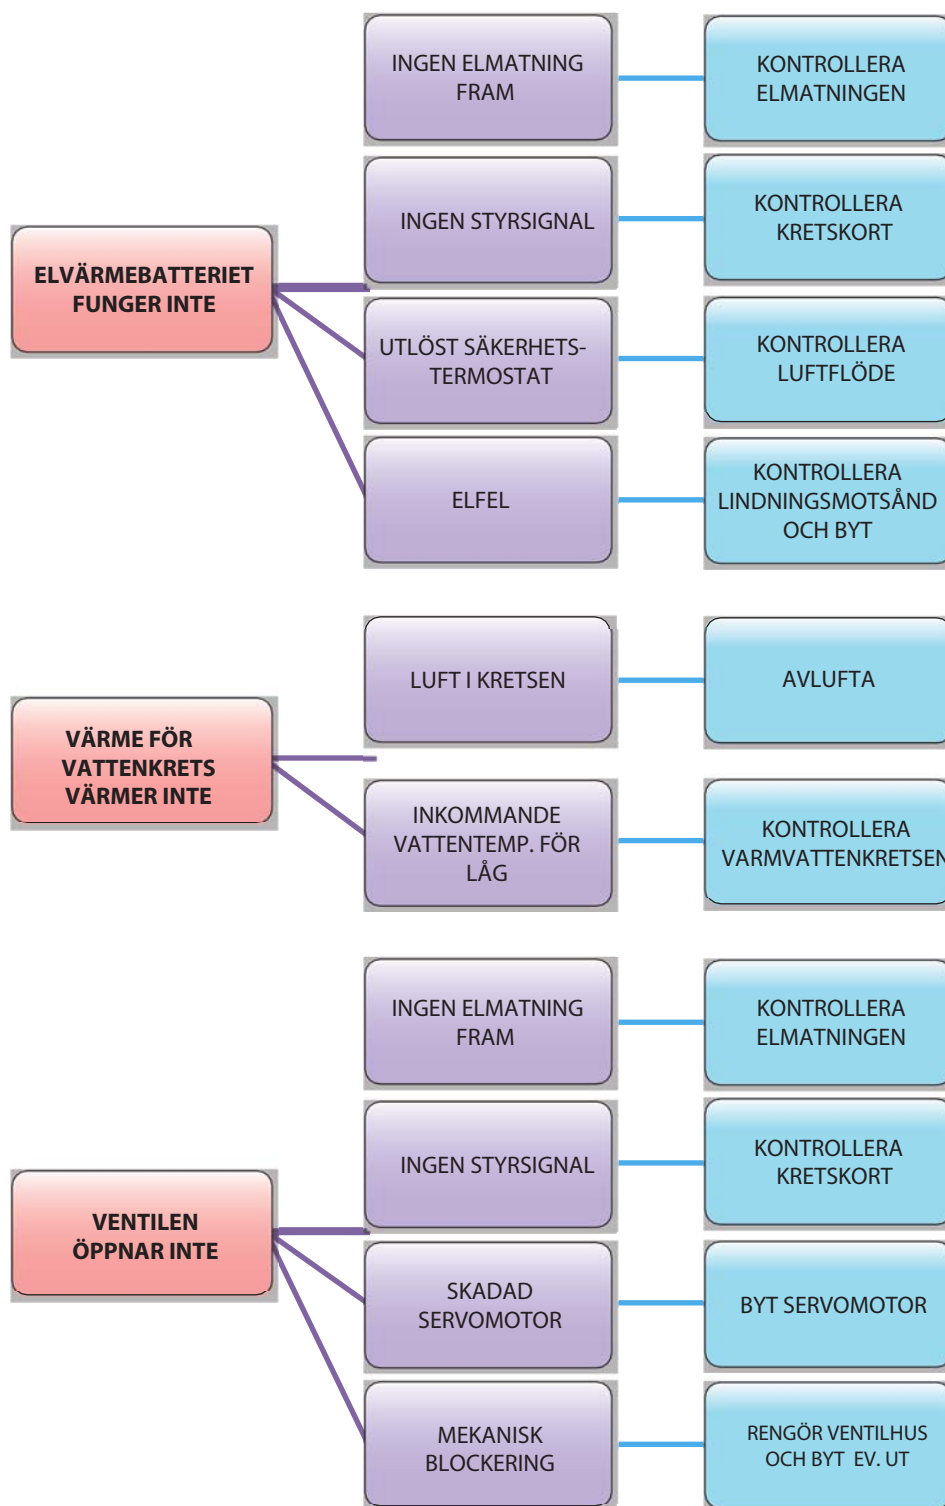 INGEN ELMATNING
FRAM
KONTROLLERA
ELMATNINGEN
INGEN STYRSIGNAL
KONTROLLERA
KRETSKORT
ELVÄRMEBATTERIET
FUNGER INTE
UTLÖST SÄKERHETS-
TERMOSTAT
KONTROLLERA
LUFTFLÖDE
ELFEL
KONTROLLERA
LINDNINGSMOTSÅND
OCH BYT
LUFT I KRETSEN
AVLUFTA
VÄRME FÖR
VATTENKRETS
VÄRMER INTE
INKOMMANDE
VATTENTEMP. FÖR
LÅG
KONTROLLERA
VARMVATTENKRETSEN
INGEN ELMATNING
FRAM
KONTROLLERA
ELMATNINGEN
INGEN STYRSIGNAL
KONTROLLERA
KRETSKORT
VENTILEN
ÖPPNAR INTE
SKADAD
SERVOMOTOR
BYT SERVOMOTOR
MEKANISK
BLOCKERING
RENGÖR VENTILHUS
OCH BYT EV. UT